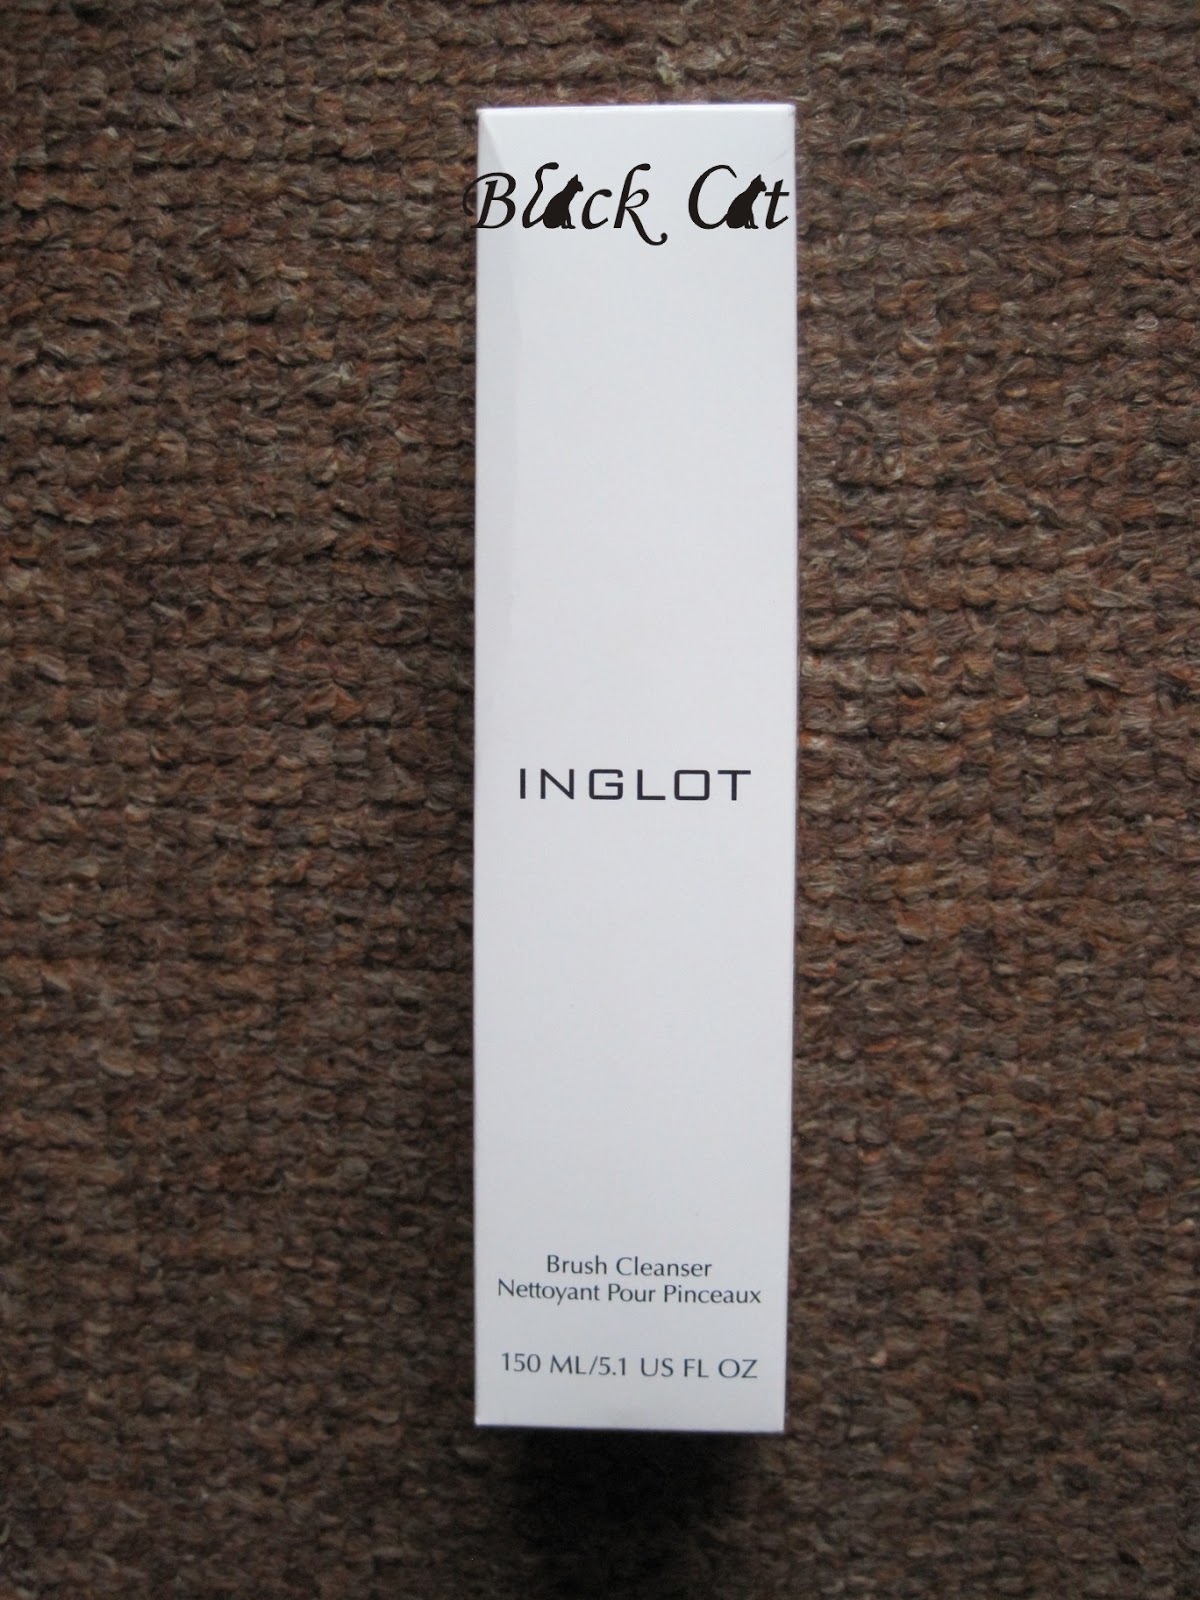 Black Cat
INGLOT
Brush Cleanser
Nettoyant Pour Pinceaux
150 ML/5.1 US FL OZ